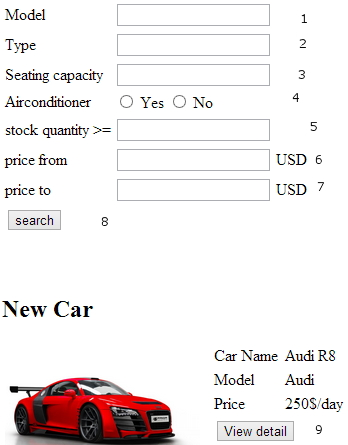 Model 1
Type 2
Seating capacity 3
Airconditioner Yes No 4
stock quantity >= 5
price from USD 6
price to USD 7
search 8
New Car
Car Name Audi R8
Model Audi
Price 250$/day
View detail 9